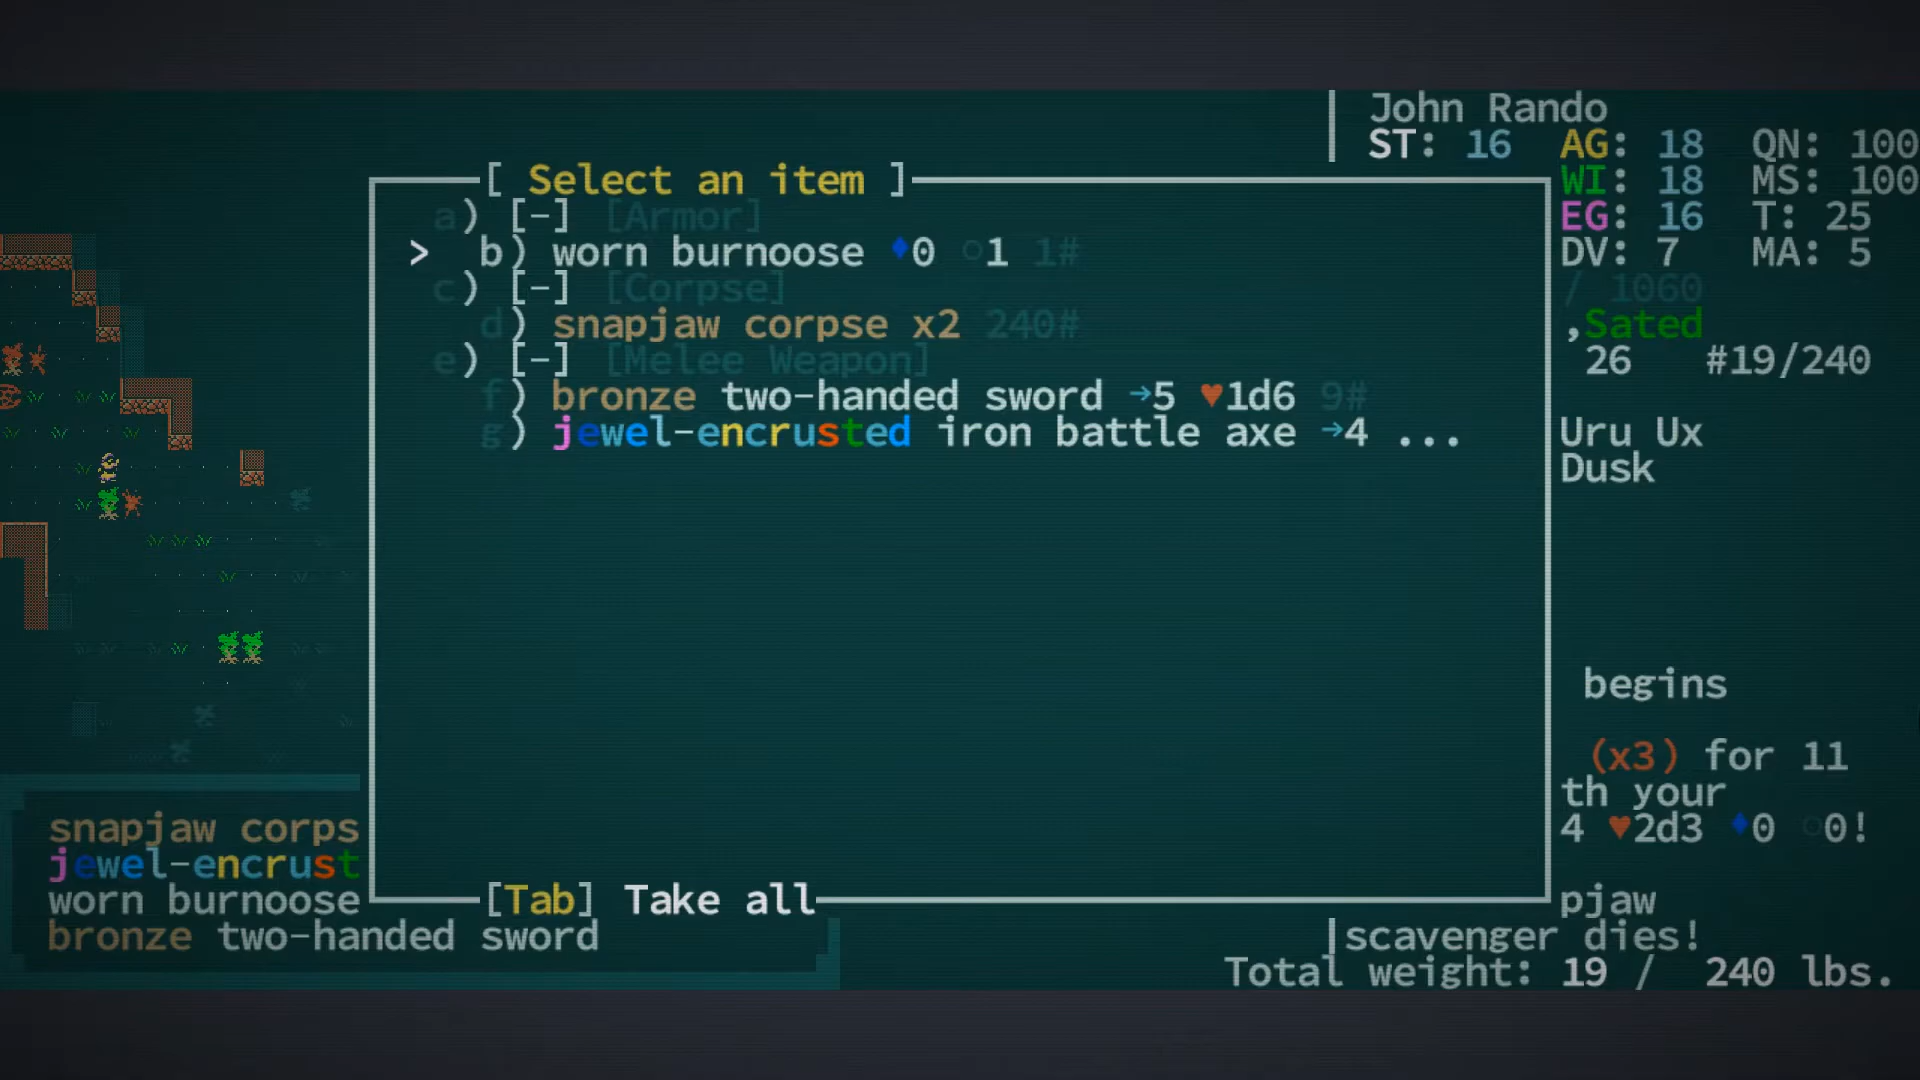 John Rando
ST: 16 AG: 18 QN: 100
WI: 18 MS: 100
EG: 16 T: 25
DV: 7 MA: 5
/ 1060
,Sated
26 #19/240
Uru Ux
Dusk
[ Select an item ]
a) [-] [Armor]
> b) worn burnoose ♦0 ○1 1#
c) [-] [Corpse]
d) snapjaw corpse x2 240#
e) [-] [Melee Weapon]
f) bronze two-handed sword →5 ♥1d6 9#
g) jewel-encrusted iron battle axe →4 ...
[Tab] Take all
begins
(x3) for 11
th your
4 ♥2d3 ♦0 ○0!
pjaw
scavenger dies!
Total weight: 19 / 240 lbs.
snapjaw corps
jewel-encrust
worn burnoose
bronze two-handed sword